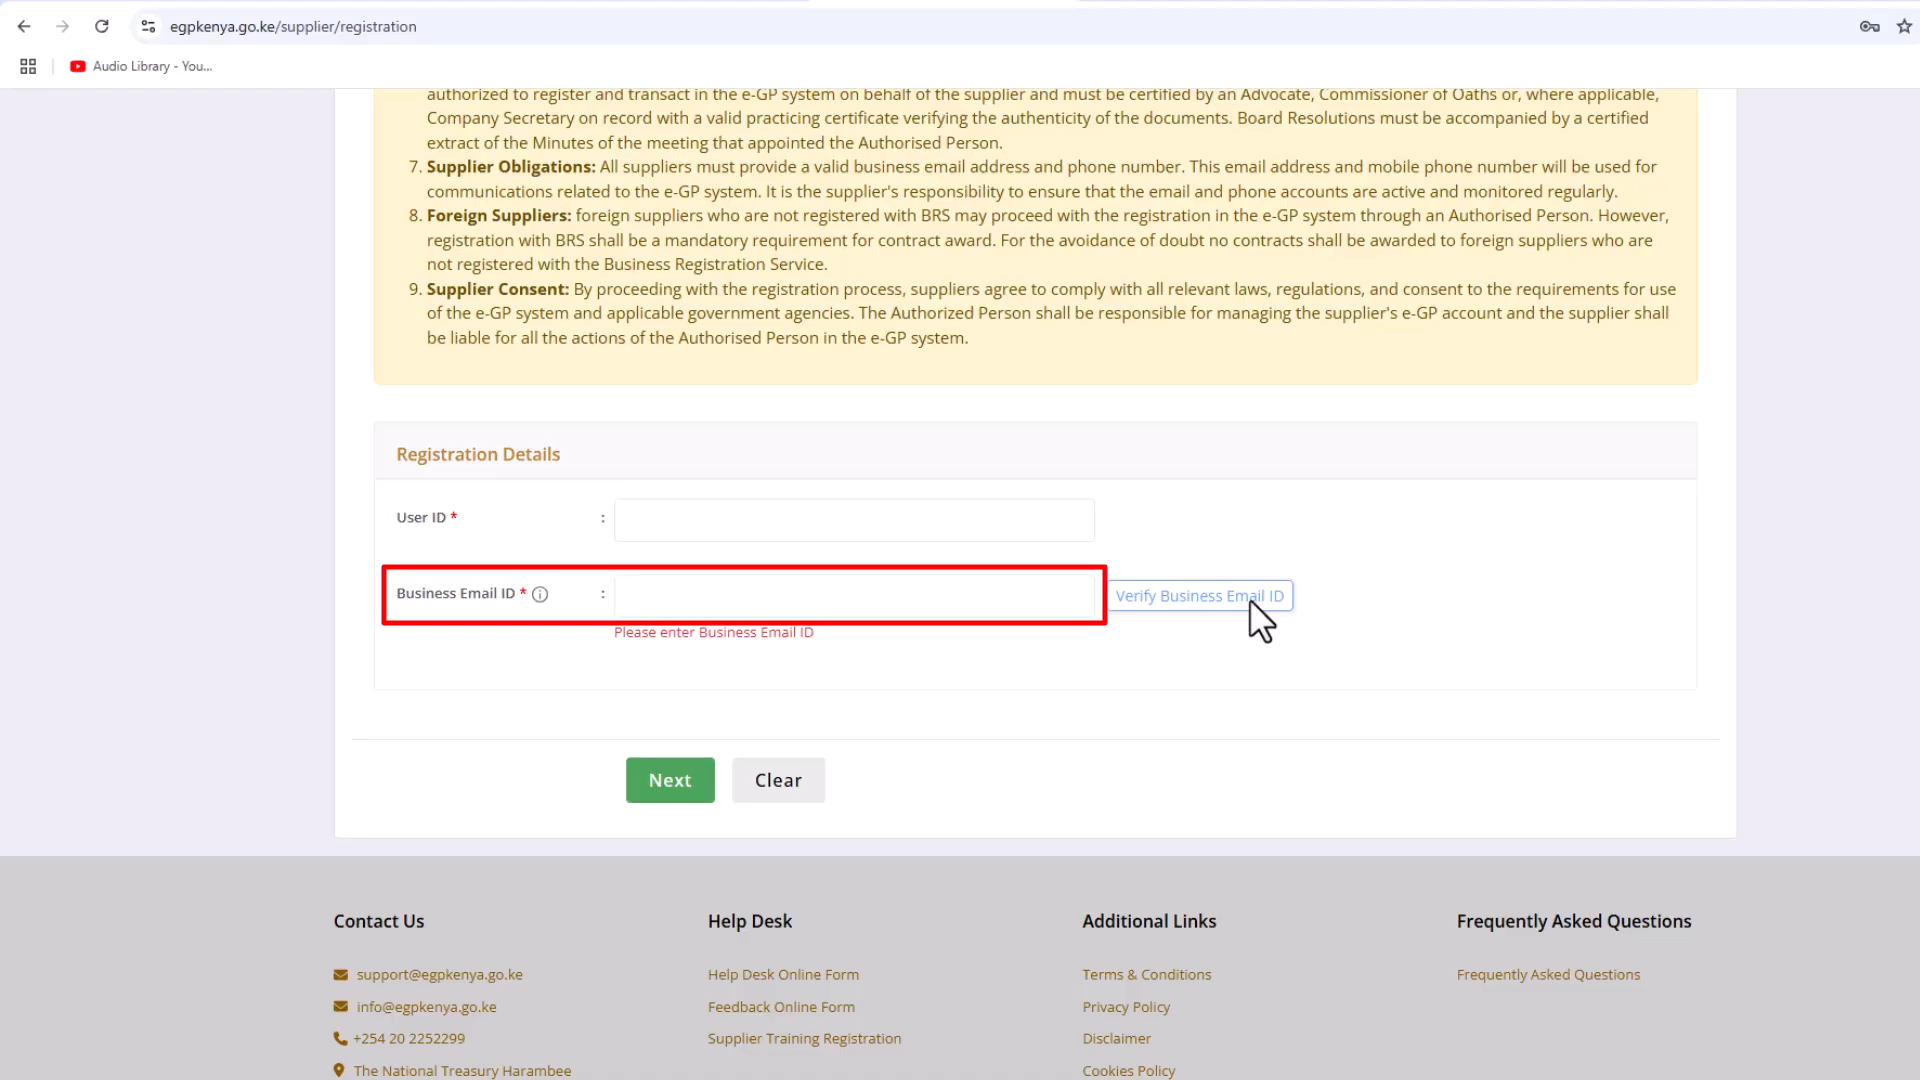 egpkenya.go.ke/supplier/registration
Audio Library - You...
authorized to register and transact in the e-GP system on behalf of the supplier and must be certified by an Advocate, Commissioner of Oaths or, where applicable,
Company Secretary on record with a valid practicing certificate verifying the authenticity of the documents. Board Resolutions must be accompanied by a certified
extract of the Minutes of the meeting that appointed the Authorised Person.
7. Supplier Obligations: All suppliers must provide a valid business email address and phone number. This email address and mobile phone number will be used for
communications related to the e-GP system. It is the supplier's responsibility to ensure that the email and phone accounts are active and monitored regularly.
8. Foreign Suppliers: foreign suppliers who are not registered with BRS may proceed with the registration in the e-GP system through an Authorised Person. However,
registration with BRS shall be a mandatory requirement for contract award. For the avoidance of doubt no contracts shall be awarded to foreign suppliers who are
not registered with the Business Registration Service.
9. Supplier Consent: By proceeding with the registration process, suppliers agree to comply with all relevant laws, regulations, and consent to the requirements for use
of the e-GP system and applicable government agencies. The Authorized Person shall be responsible for managing the supplier's e-GP account and the supplier shall
be liable for all the actions of the Authorised Person in the e-GP system.
Registration Details
User ID * :
Business Email ID * : Verify Business Email ID
Please enter Business Email ID
Next Clear
Contact Us
support@egpkenya.go.ke
info@egpkenya.go.ke
+254 20 2252299
The National Treasury Harambee
Help Desk
Help Desk Online Form
Feedback Online Form
Supplier Training Registration
Additional Links
Terms & Conditions
Privacy Policy
Disclaimer
Cookies Policy
Frequently Asked Questions
Frequently Asked Questions